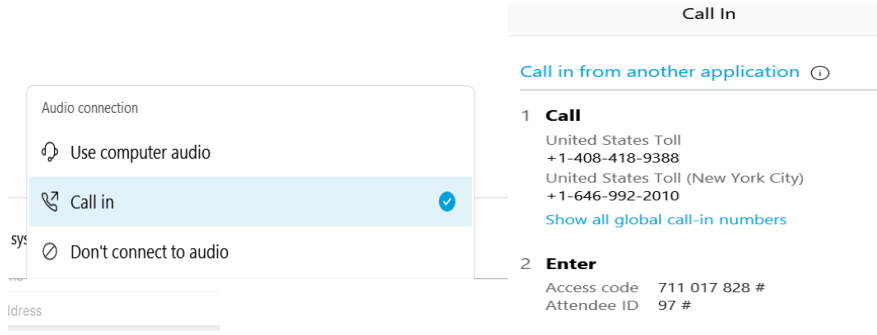 Audio connection
Use computer audio
Call in
Don't connect to audio
sys
dress
Call In
Call in from another application
1 Call
United States Toll
+1-408-418-9388
United States Toll (New York City)
+1-646-992-2010
Show all global call-in numbers
2 Enter
Access code 711 017 828 #
Attendee ID 97 #